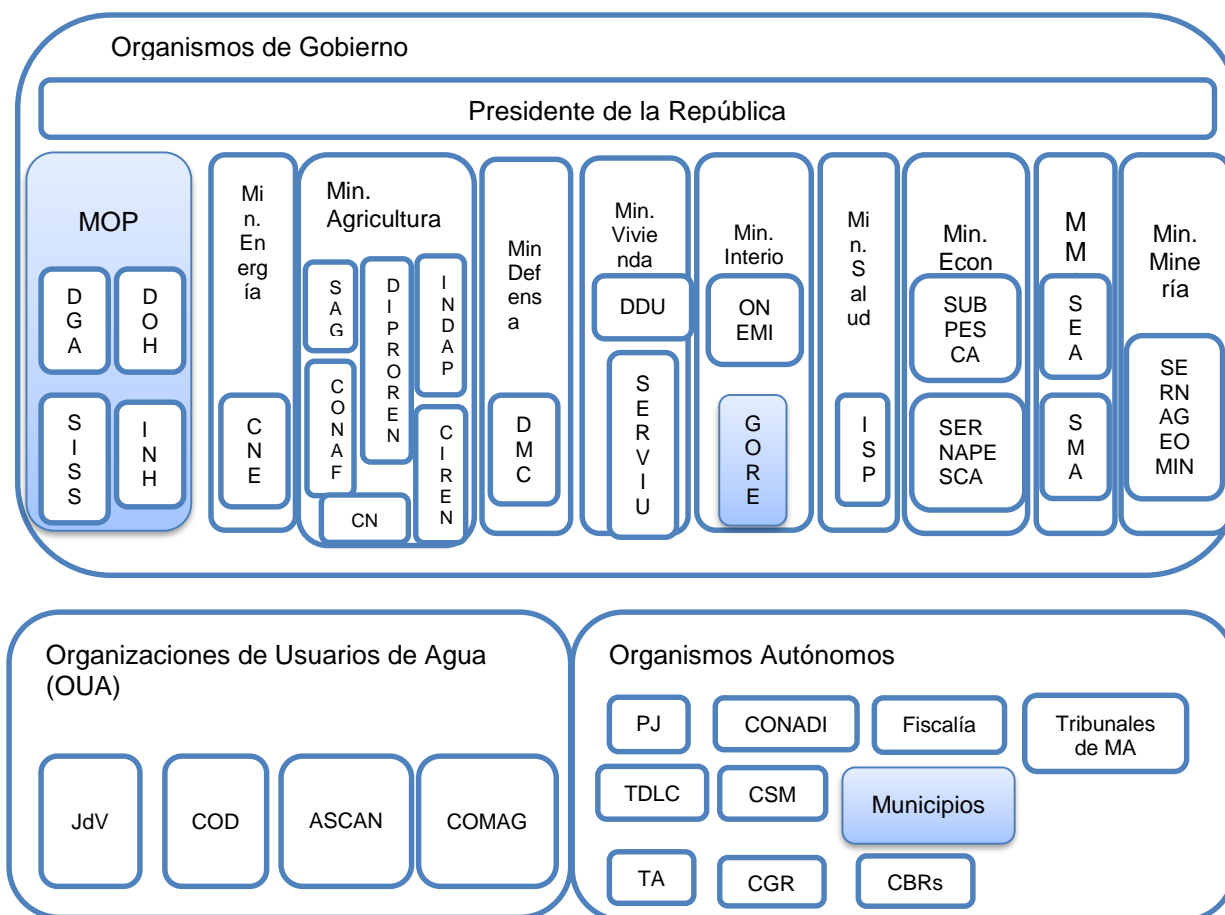 Organismos de Gobierno
Presidente de la República
MOP
D
G
A
D
O
H
S
I
S
S
I
N
H
Mi
n.
En
erg
ía
C
N
E
Min.
Agricultura
S
A
G
D
I
P
R
O
R
E
N
I
N
D
A
P
C
O
N
A
F
C
I
R
E
N
CN
Min
Def
ens
a
D
M
C
Min.
Vivie
nda
DDU
S
E
R
V
I
U
Min.
Interio
ON
EMI
G
O
R
E
Mi
n.
S
al
ud
I
S
P
Min.
Econ
SUB
PES
CA
SER
NAPE
SCA
M
M
S
E
A
S
M
A
Min.
Mine
ría
SE
RN
AG
EO
MIN
Organizaciones de Usuarios de Agua
(OUA)
JdV
COD
ASCAN
COMAG
Organismos Autónomos
PJ
CONADI
Fiscalía
Tribunales
de MA
TDLC
CSM
Municipios
TA
CGR
CBRs